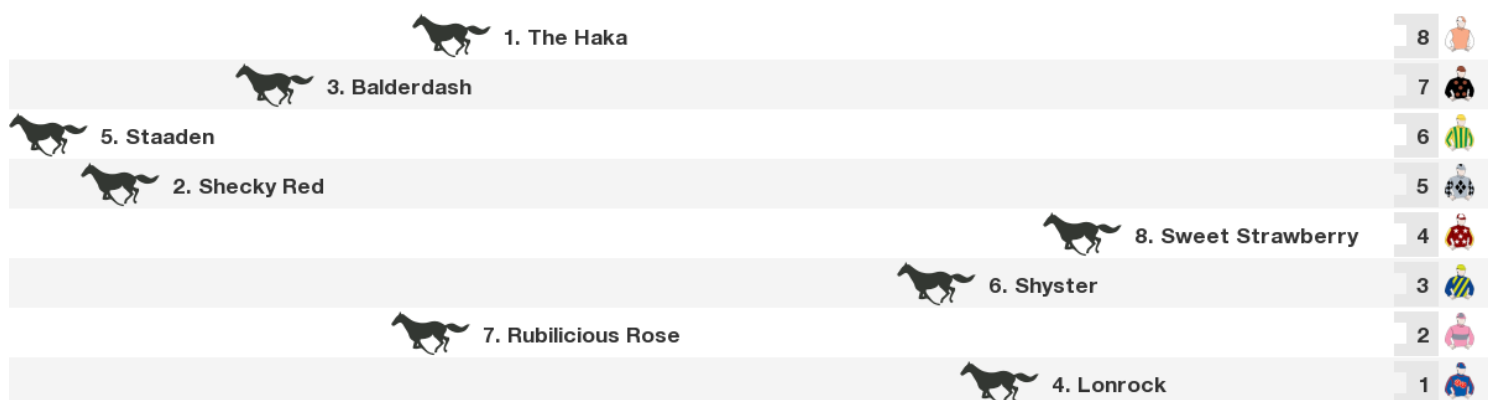 1. The Haka 8
3. Balderdash 7
5. Staaden 6
2. Shecky Red 5
8. Sweet Strawberry 4
6. Shyster 3
7. Rubilicious Rose 2
4. Lonrock 1